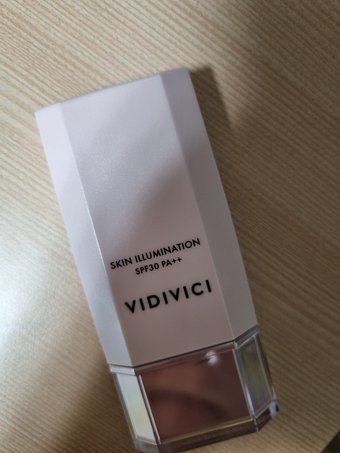 SKIN ILLUMINATION
SPF30 PA++
VIDIVICI